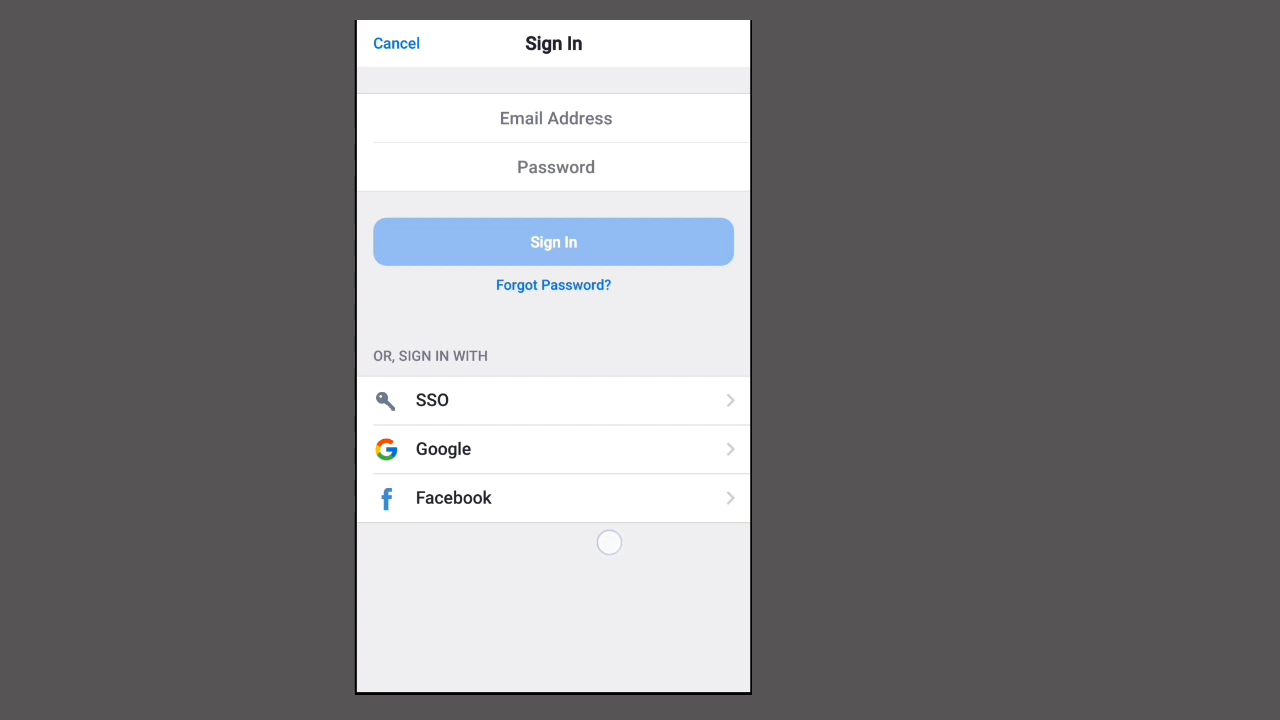 Cancel
Sign In
Email Address
Password
Sign In
Forgot Password?
OR, SIGN IN WITH
SSO
Google
Facebook